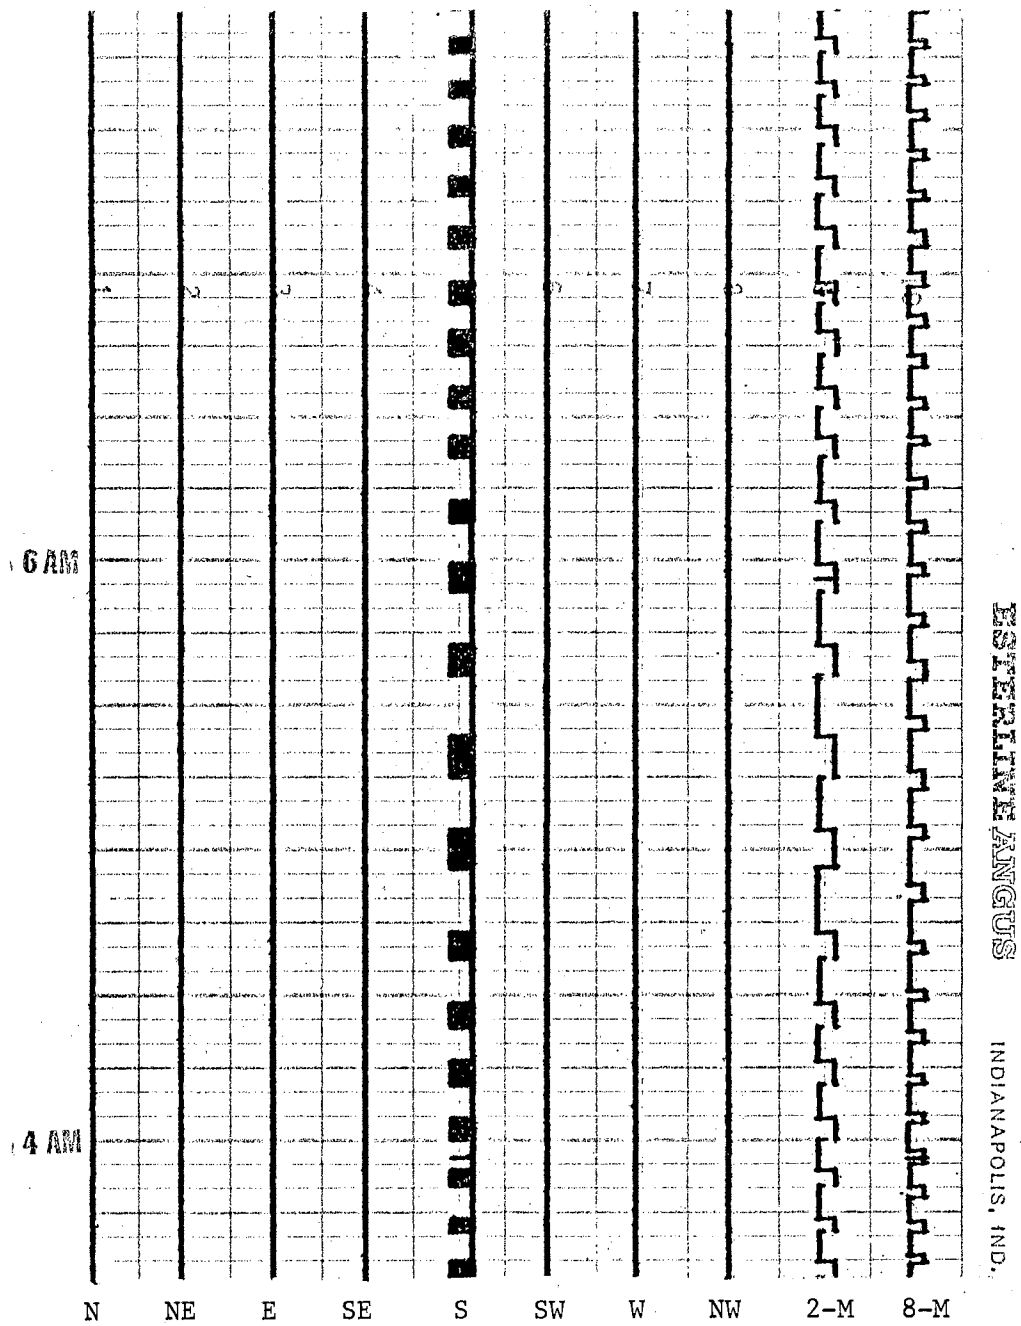 6 AM
4 AM
ESTERLINE ANGUS
INDIANAPOLIS, IND.
N NE E SE S SW W NW 2-M 8-M